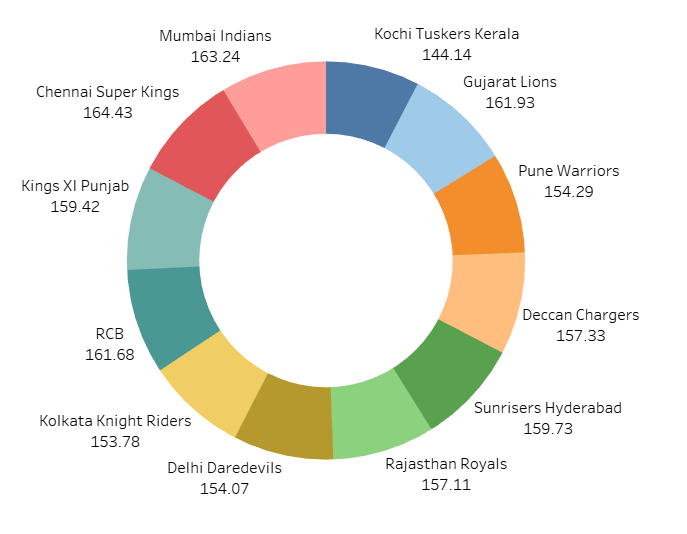 Mumbai Indians
163.24
Kochi Tuskers Kerala
144.14
Gujarat Lions
161.93
Pune Warriors
154.29
Deccan Chargers
157.33
Sunrisers Hyderabad
159.73
Rajasthan Royals
157.11
Delhi Daredevils
154.07
Kolkata Knight Riders
153.78
RCB
161.68
Kings XI Punjab
159.42
Chennai Super Kings
164.43